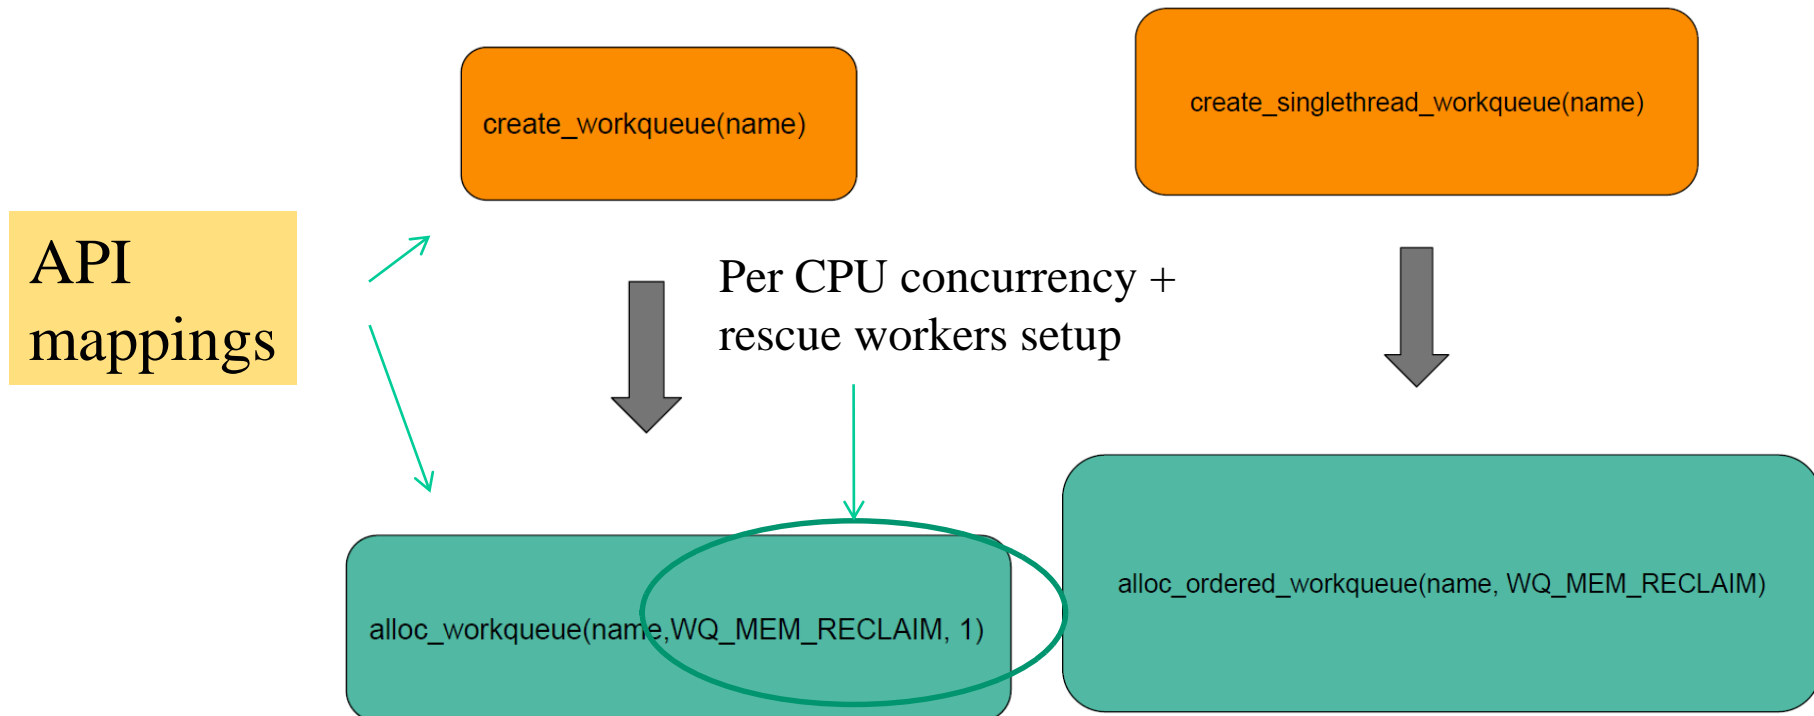 create_workqueue(name)
create_singlethread_workqueue(name)
API
mappings
Per CPU concurrency +
rescue workers setup
alloc_workqueue(name,WQ_MEM_RECLAIM, 1)
alloc_ordered_workqueue(name, WQ_MEM_RECLAIM)